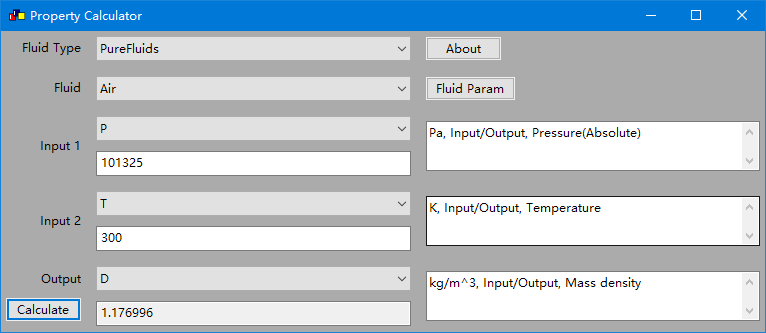 Property Calculator
Fluid Type PureFluids About
Fluid Air Fluid Param
Input 1 P Pa, Input/Output, Pressure(Absolute)
101325
Input 2 T K, Input/Output, Temperature
300
Output D kg/m^3, Input/Output, Mass density
Calculate 1.176996